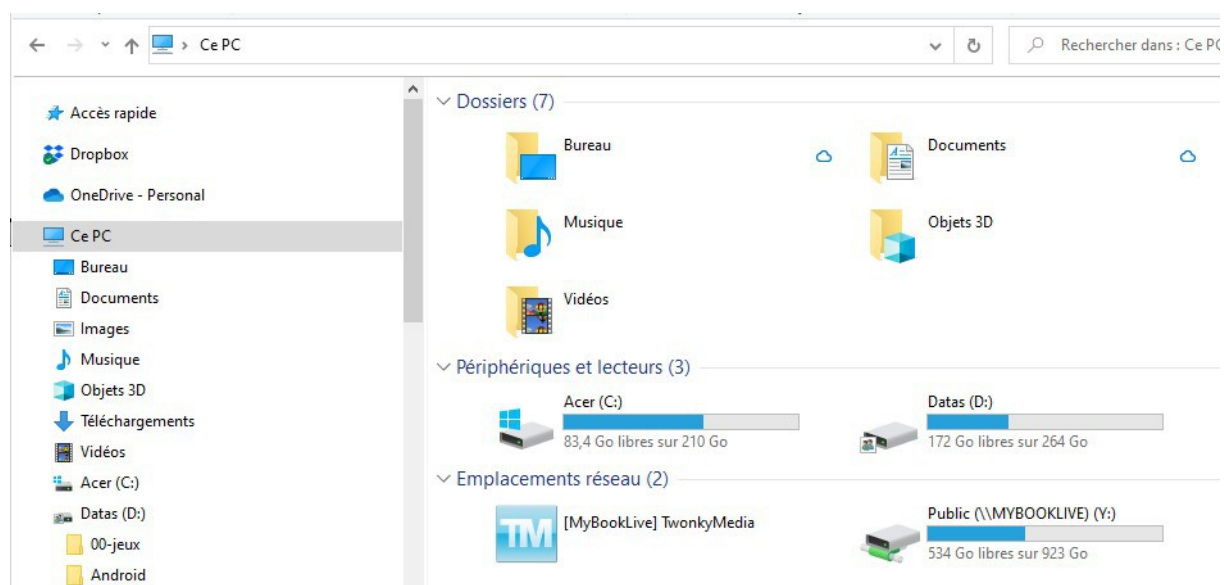 Ce PC
Rechercher dans : Ce PC
Accès rapide
Dropbox
OneDrive - Personal
Ce PC
Bureau
Documents
Images
Musique
Objets 3D
Téléchargements
Vidéos
Acer (C:)
Datas (D:)
00-jeux
Android
Dossiers (7)
Bureau
Documents
Musique
Objets 3D
Vidéos
Périphériques et lecteurs (3)
Acer (C:)
83,4 Go libres sur 210 Go
Datas (D:)
172 Go libres sur 264 Go
Emplacements réseau (2)
TM
[MyBookLive] TwonkyMedia
Public (\\MYBOOKLIVE) (Y:)
534 Go libres sur 923 Go